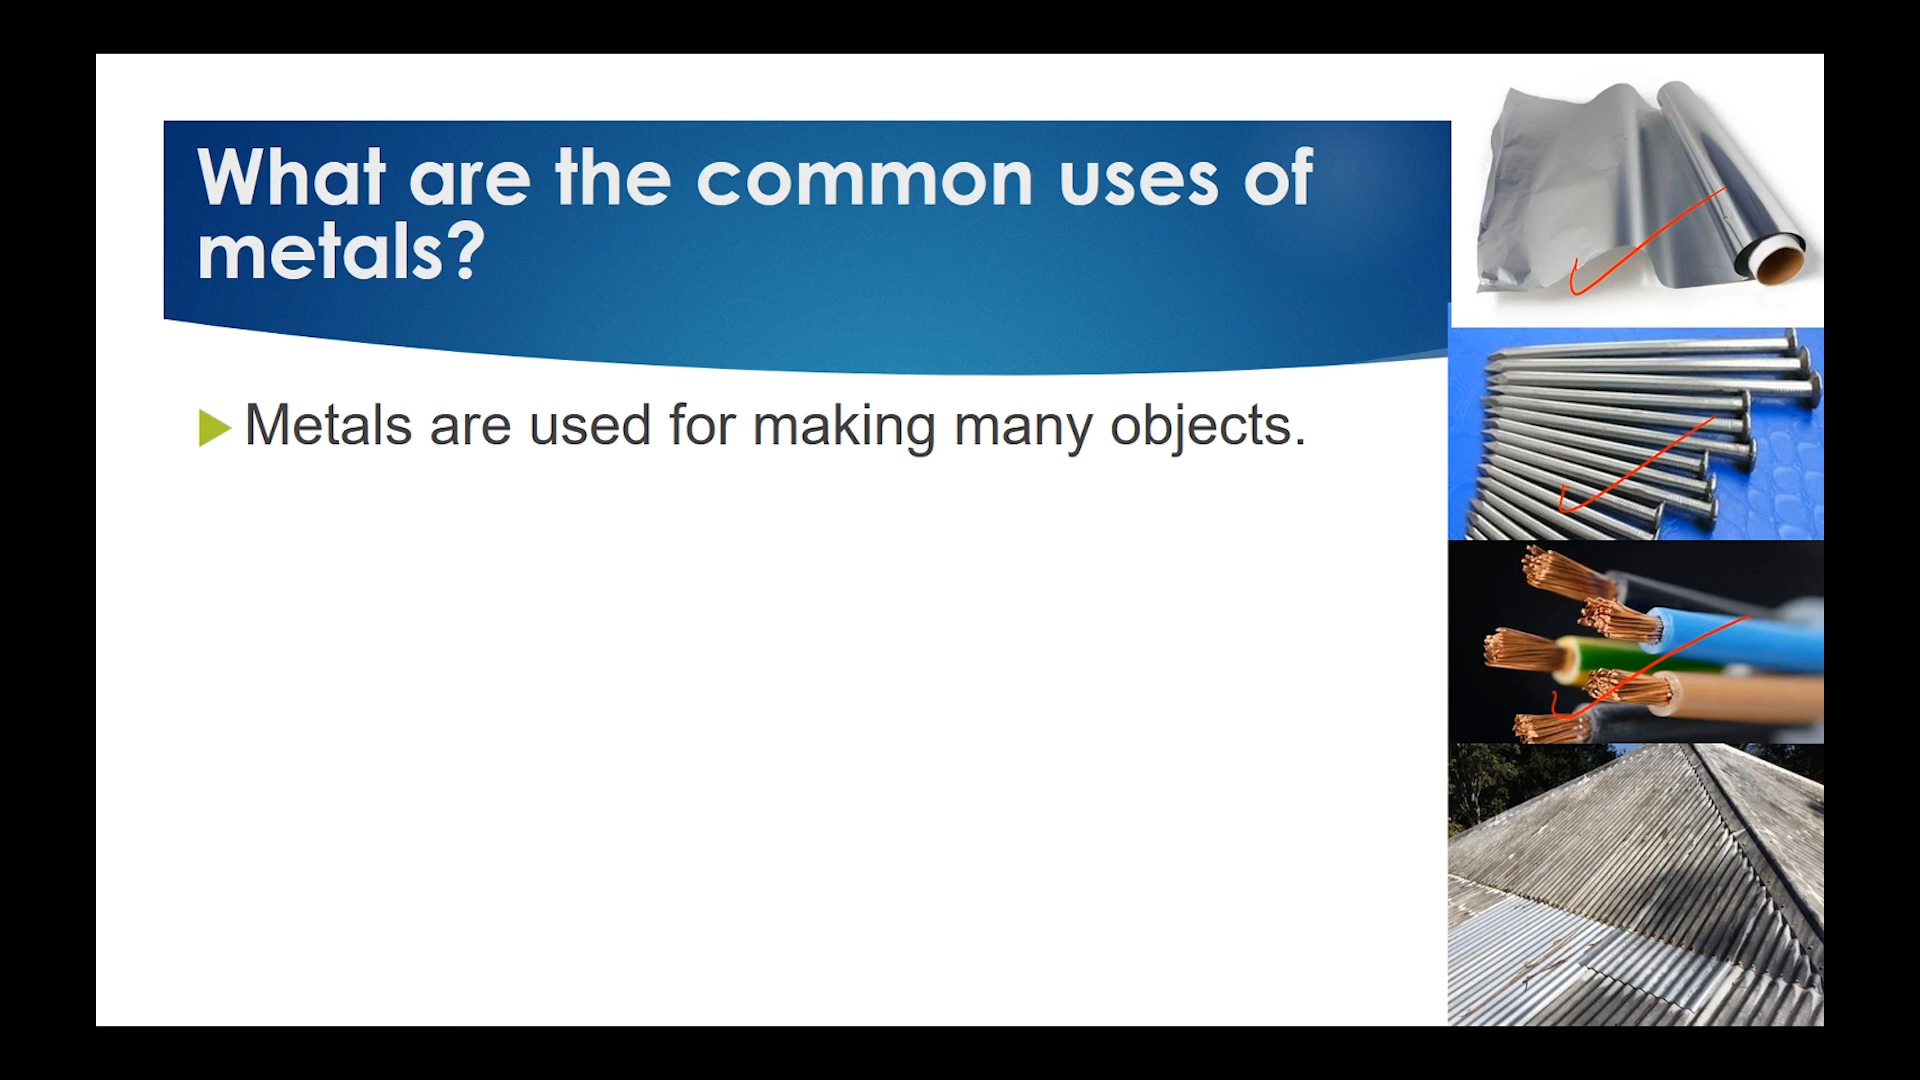 What are the common uses of
metals?
Metals are used for making many objects.